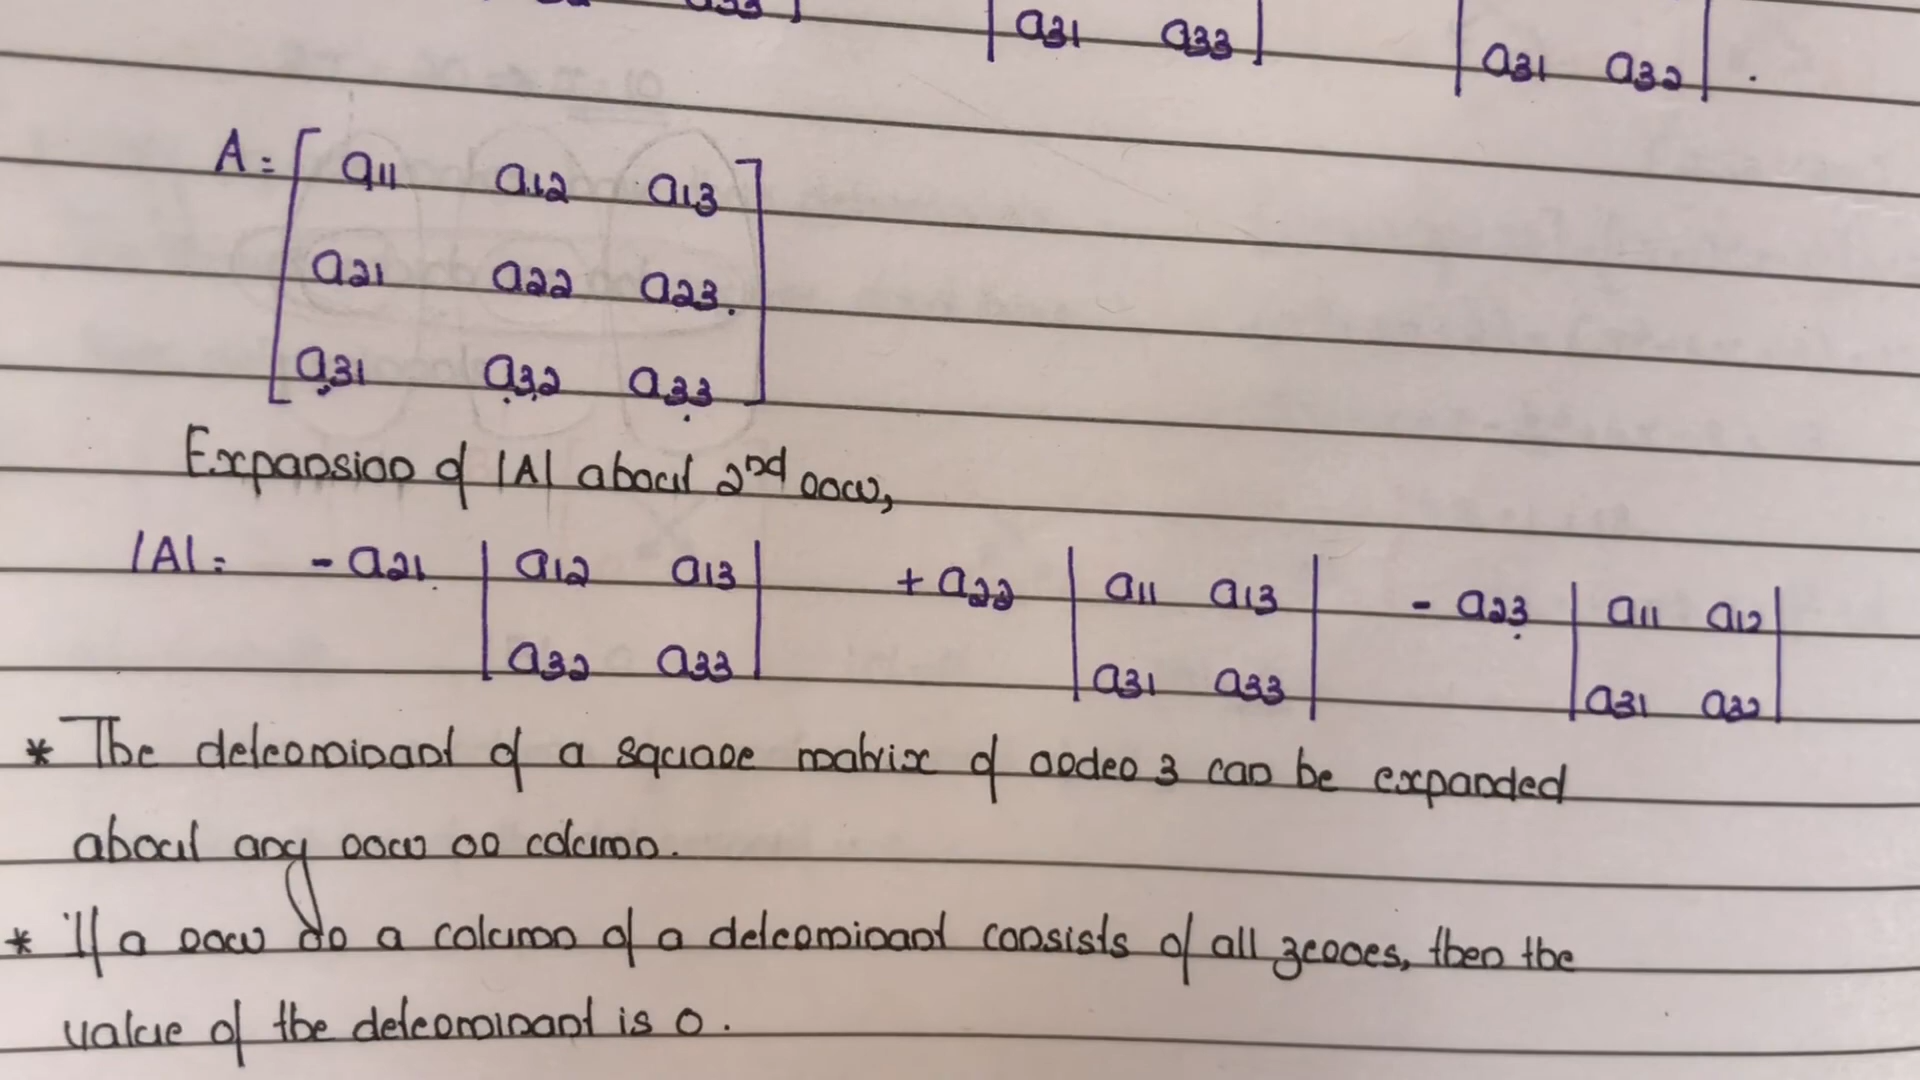 a33 | | a31 a33 | | a31 a32 | .
A = [ a11 a12 a13
a21 a22 a23
a31 a32 a33 ]
Expansion of |A| about 2nd row,
|A| = - a21 | a12 a13 | + a22 | a11 a13 | - a23 | a11 a12 |
| a32 a33 | | a31 a33 | | a31 a32 |
* The determinant of a square matrix of order 3 can be expanded
about any row or column.
* If a row or a column of a determinant consists of all zeroes, then the
value of the determinant is 0.